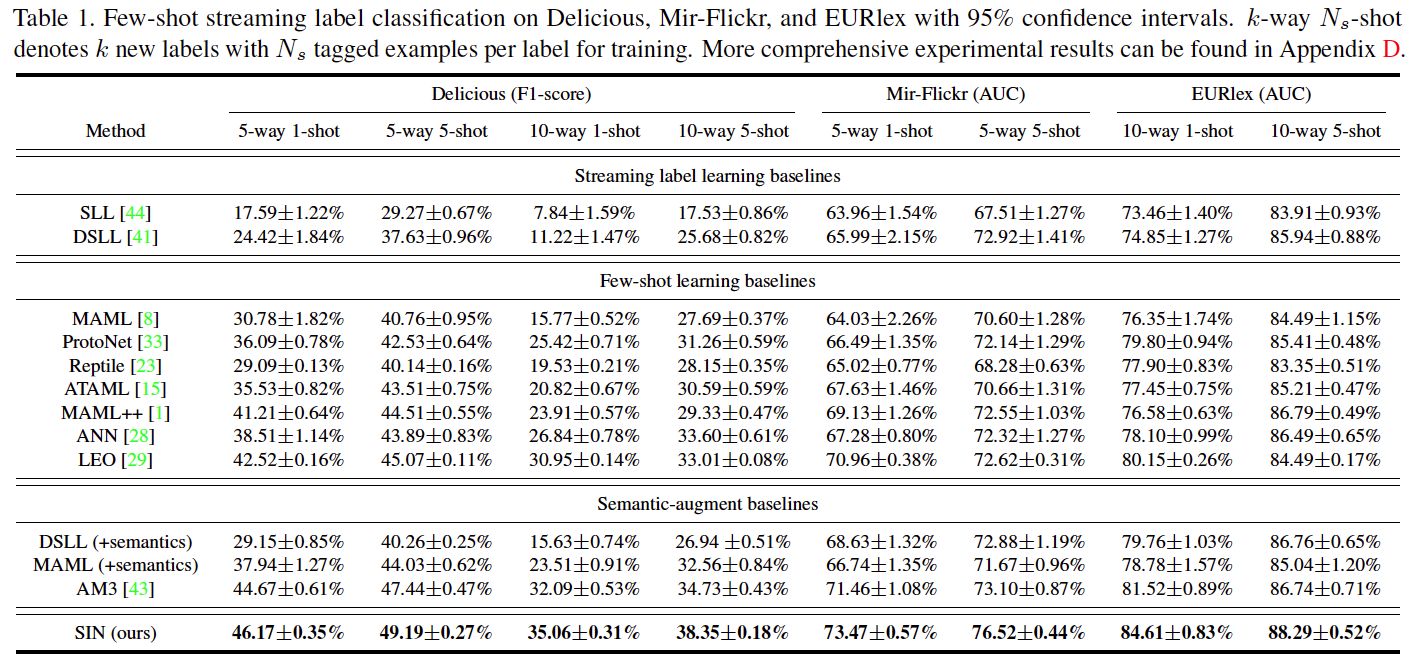 Table 1. Few-shot streaming label classification on Delicious, Mir-Flickr, and EURlex with 95% confidence intervals. k-way Ns-shot
denotes k new labels with Ns tagged examples per label for training. More comprehensive experimental results can be found in Appendix D.
Delicious (F1-score) Mir-Flickr (AUC) EURlex (AUC)
Method 5-way 1-shot 5-way 5-shot 10-way 1-shot 10-way 5-shot 5-way 1-shot 5-way 5-shot 10-way 1-shot 10-way 5-shot
Streaming label learning baselines
SLL [44] 17.59±1.22% 29.27±0.67% 7.84±1.59% 17.53±0.86% 63.96±1.54% 67.51±1.27% 73.46±1.40% 83.91±0.93%
DSLL [41] 24.42±1.84% 37.63±0.96% 11.22±1.47% 25.68±0.82% 65.99±2.15% 72.92±1.41% 74.85±1.27% 85.94±0.88%
Few-shot learning baselines
MAML [8] 30.78±1.82% 40.76±0.95% 15.77±0.52% 27.69±0.37% 64.03±2.26% 70.60±1.28% 76.35±1.74% 84.49±1.15%
ProtoNet [33] 36.09±0.78% 42.53±0.64% 25.42±0.71% 31.26±0.59% 66.49±1.35% 72.14±1.29% 79.80±0.94% 85.41±0.48%
Reptile [23] 29.09±0.13% 40.14±0.16% 19.53±0.21% 28.15±0.35% 65.02±0.77% 68.28±0.63% 77.90±0.83% 83.35±0.51%
ATAML [15] 35.53±0.82% 43.51±0.75% 20.82±0.67% 30.59±0.59% 67.63±1.46% 70.66±1.31% 77.45±0.75% 85.21±0.47%
MAML++ [1] 41.21±0.64% 44.51±0.55% 23.91±0.57% 29.33±0.47% 69.13±1.26% 72.55±1.03% 76.58±0.63% 86.79±0.49%
ANN [28] 38.51±1.14% 43.89±0.83% 26.84±0.78% 33.60±0.61% 67.28±0.80% 72.32±1.27% 78.10±0.99% 86.49±0.65%
LEO [29] 42.52±0.16% 45.07±0.11% 30.95±0.14% 33.01±0.08% 70.96±0.38% 72.62±0.31% 80.15±0.26% 84.49±0.17%
Semantic-augment baselines
DSLL (+semantics) 29.15±0.85% 40.26±0.25% 15.63±0.74% 26.94 ±0.51% 68.63±1.32% 72.88±1.19% 79.76±1.03% 86.76±0.65%
MAML (+semantics) 37.94±1.27% 44.03±0.62% 23.51±0.91% 32.56±0.84% 66.74±1.35% 71.67±0.96% 78.78±1.57% 85.04±1.20%
AM3 [43] 44.67±0.61% 47.44±0.47% 32.09±0.53% 34.73±0.43% 71.46±1.08% 73.10±0.87% 81.52±0.89% 86.74±0.71%
SIN (ours) 46.17±0.35% 49.19±0.27% 35.06±0.31% 38.35±0.18% 73.47±0.57% 76.52±0.44% 84.61±0.83% 88.29±0.52%